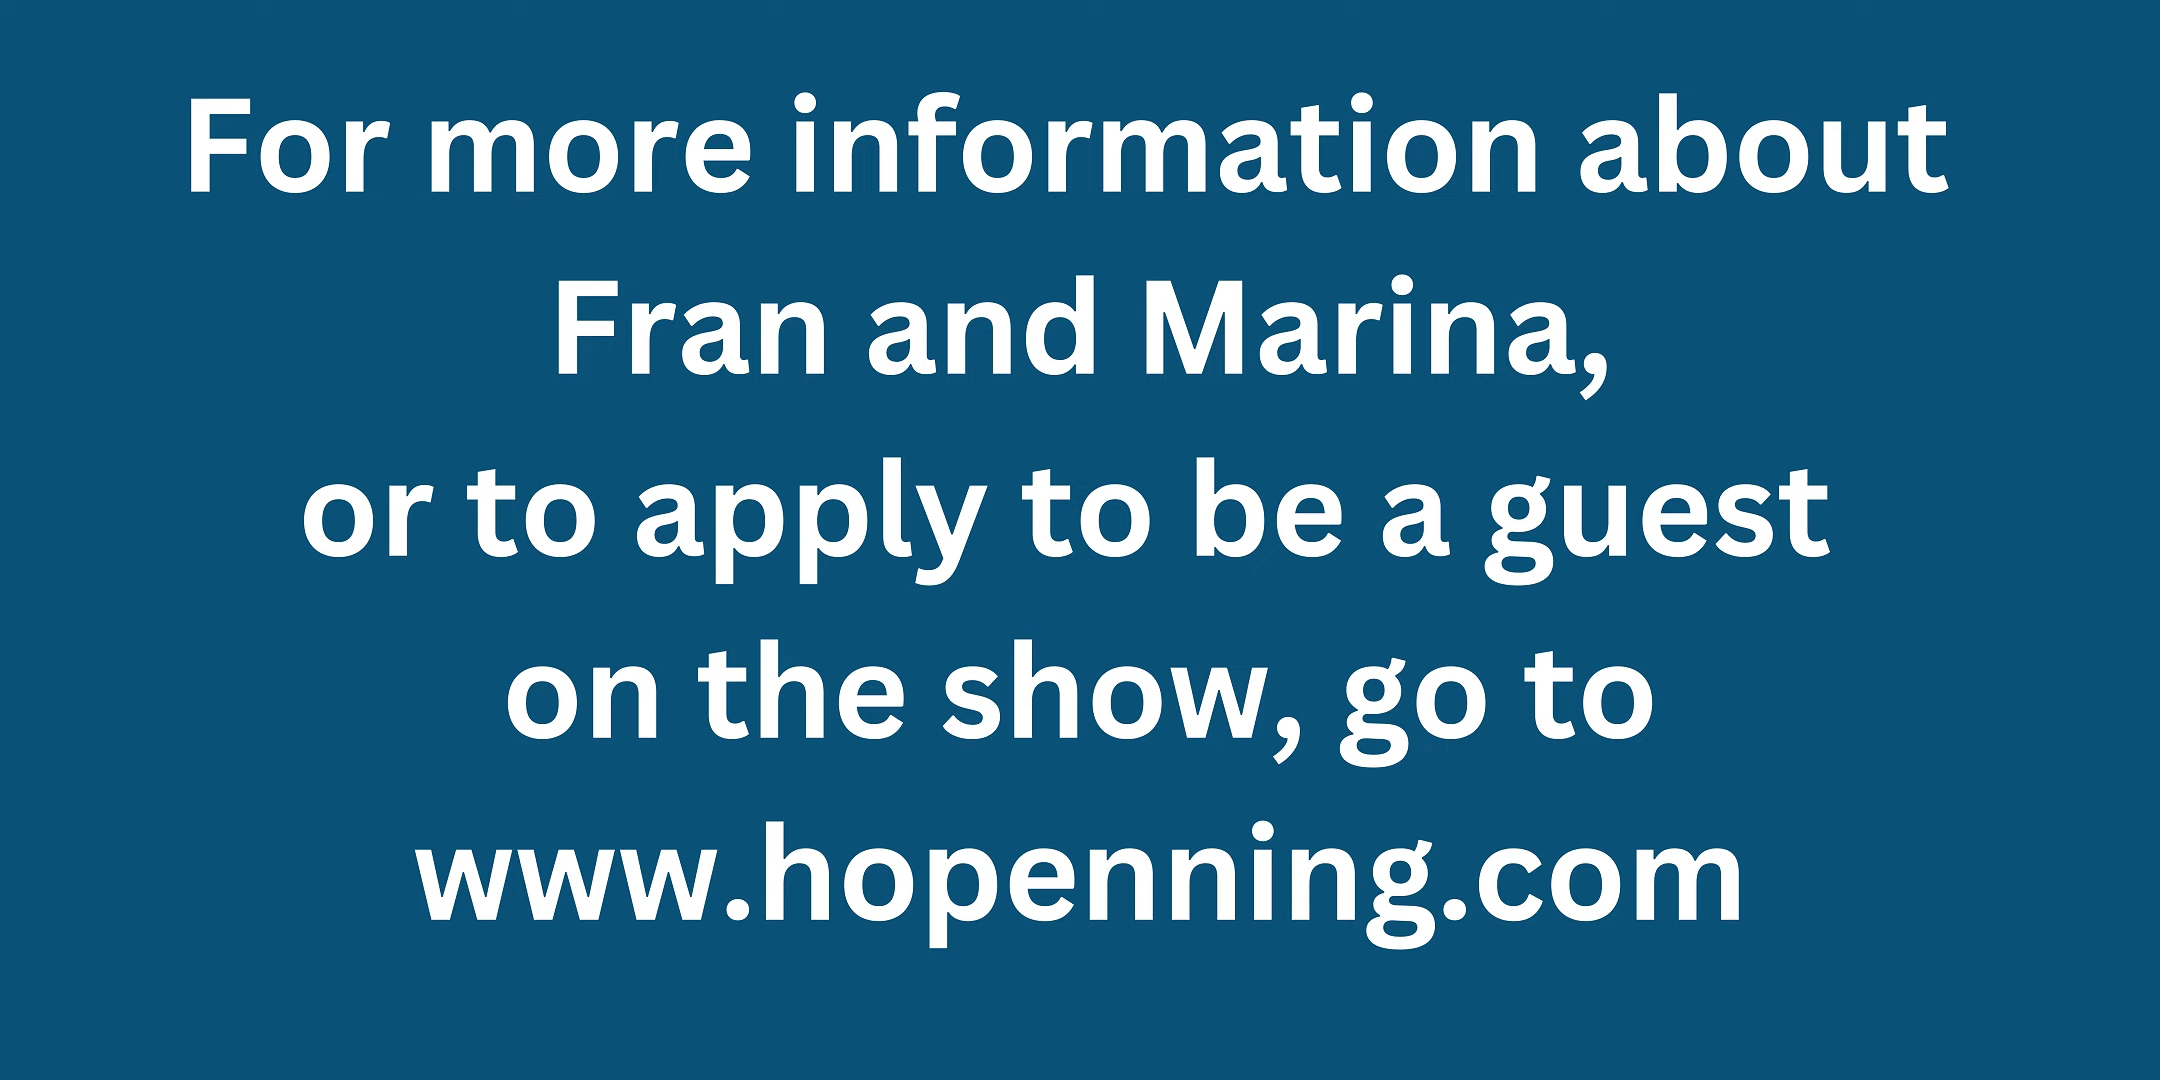 For more information about
Fran and Marina,
or to apply to be a guest
on the show, go to
www.hopenning.com